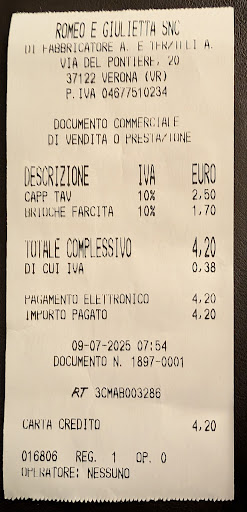 ROMEO E GIULIETTA SNC
DI FABBRICATORE A. E TERZILLI A.
VIA DEL PONTIERE, 20
37122 VERONA (VR)
P. IVA 04677510234
DOCUMENTO COMMERCIALE
DI VENDITA O PRESTAZIONE
DESCRIZIONE IVA EURO
CAPP TAV 10% 2,50
BRIOCHE FARCITA 10% 1,70
TOTALE COMPLESSIVO 4,20
DI CUI IVA 0,38
PAGAMENTO ELETTRONICO 4,20
IMPORTO PAGATO 4,20
09-07-2025 07:54
DOCUMENTO N. 1897-0001
RT 3CMAB003286
CARTA CREDITO 4,20
016806 REG. 1 OP. 0
OPERATORE: NESSUNO